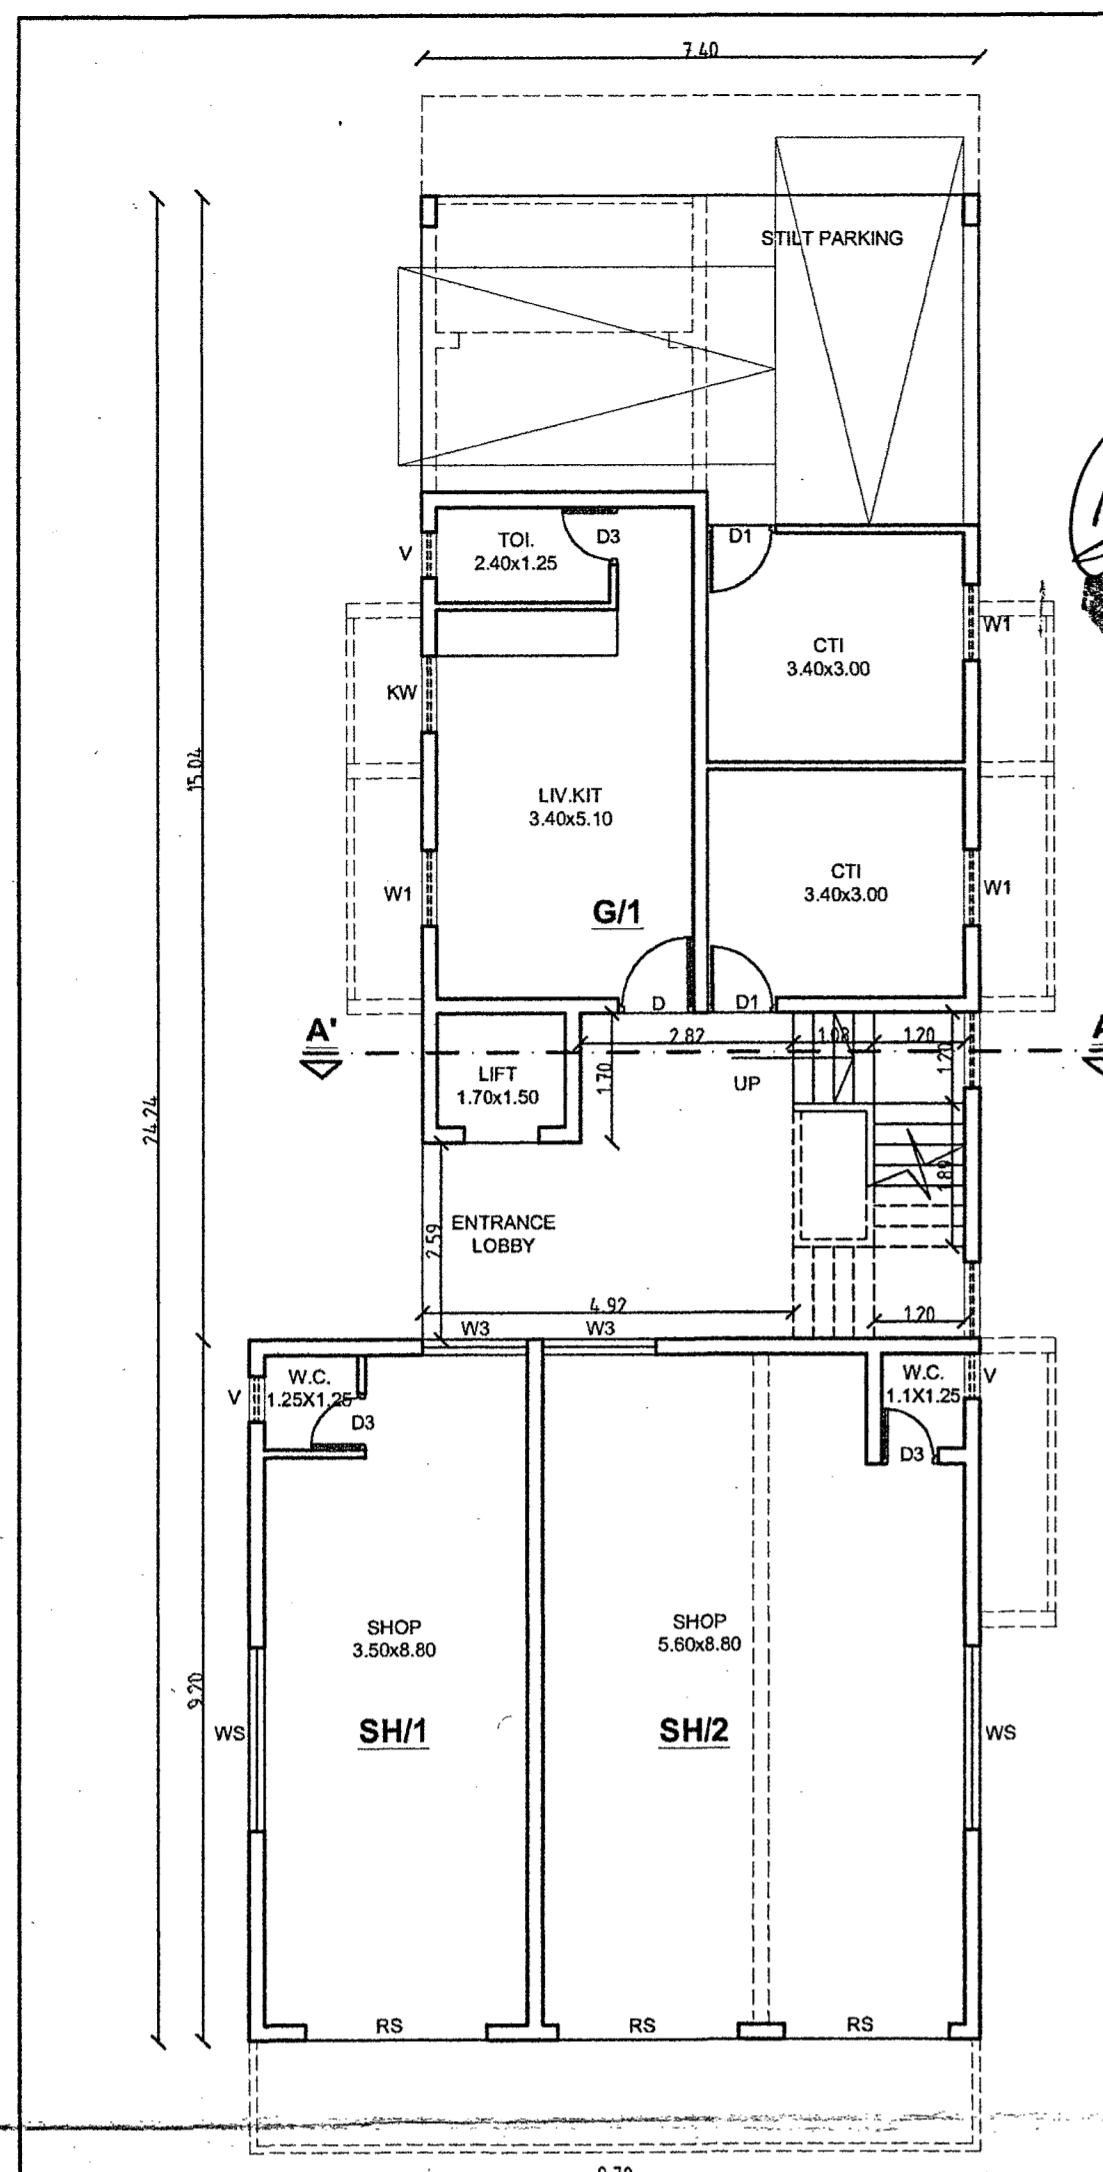 7.40
STILT PARKING
TOI.
2.40x1.25
D3
D1
V
W1
CTI
3.40x3.00
KW
LIV.KIT
3.40x5.10
15.04
CTI
3.40x3.00
W1
W1
G/1
D
D1
A'
A
2.82
1.08
1.20
1.20
LIFT
1.70x1.50
1.70
UP
24.24
1.89
ENTRANCE
LOBBY
2.59
4.92
1.20
W3
W3
W.C.
1.25X1.25
V
D3
W.C.
1.1X1.25
V
D3
SHOP
3.50x8.80
SHOP
5.60x8.80
9.20
WS
SH/1
SH/2
WS
RS
RS
RS